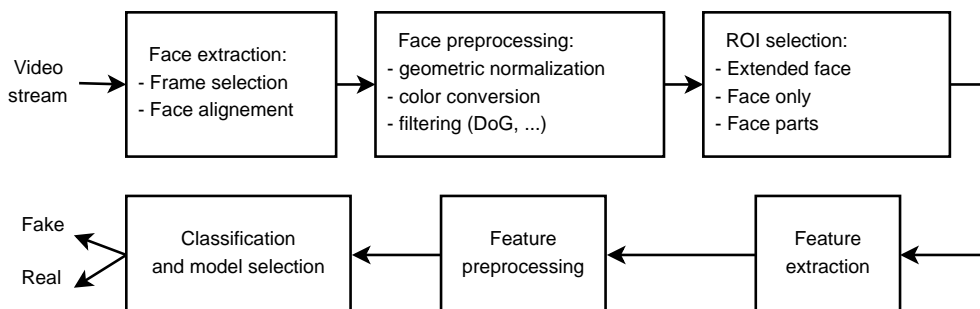 Video
stream
Face extraction:
- Frame selection
- Face alignement
Face preprocessing:
- geometric normalization
- color conversion
- filtering (DoG, ...)
ROI selection:
- Extended face
- Face only
- Face parts
Fake
Real
Classification
and model selection
Feature
preprocessing
Feature
extraction